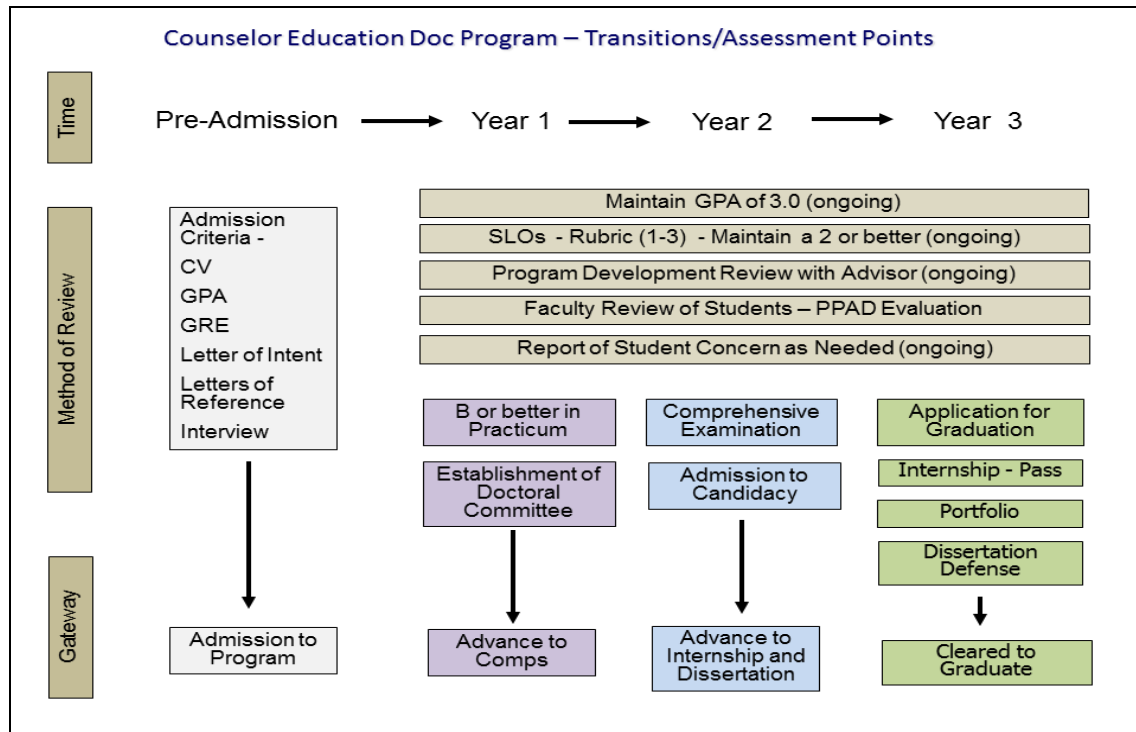 Counselor Education Doc Program – Transitions/Assessment Points
Time
Pre-Admission
Year 1
Year 2
Year 3
Method of Review
Admission
Criteria -
CV
GPA
GRE
Letter of Intent
Letters of
Reference
Interview
Maintain GPA of 3.0 (ongoing)
SLOs - Rubric (1-3) - Maintain a 2 or better (ongoing)
Program Development Review with Advisor (ongoing)
Faculty Review of Students – PPAD Evaluation
Report of Student Concern as Needed (ongoing)
B or better in
Practicum
Establishment of
Doctoral
Committee
Comprehensive
Examination
Admission to
Candidacy
Application for
Graduation
Internship - Pass
Portfolio
Dissertation
Defense
Gateway
Admission to
Program
Advance to
Comps
Advance to
Internship and
Dissertation
Cleared to
Graduate